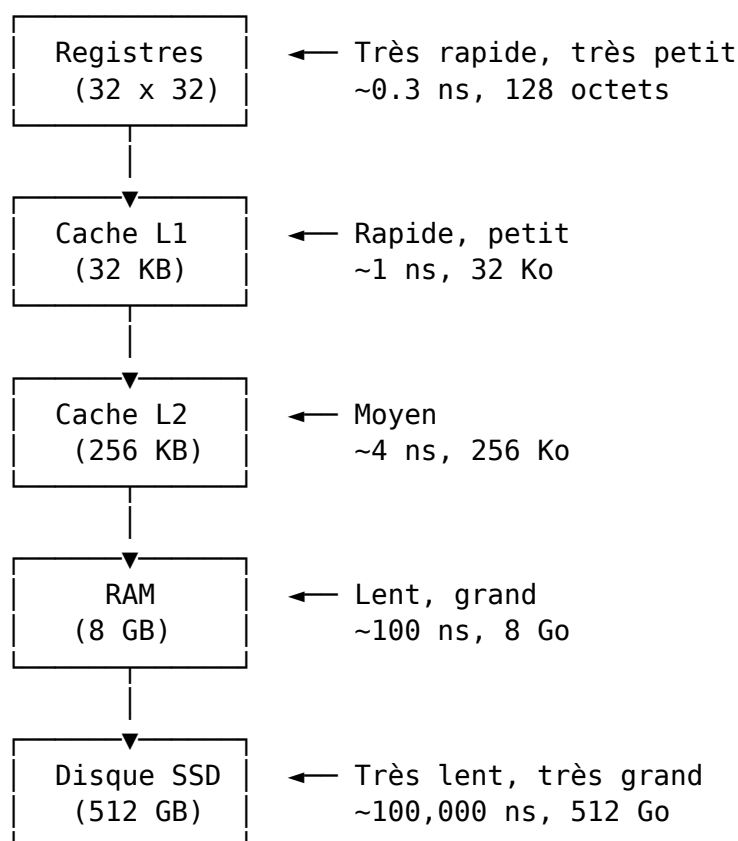 Registres ◄── Très rapide, très petit
(32 x 32) ~0.3 ns, 128 octets
Cache L1 ◄── Rapide, petit
(32 KB) ~1 ns, 32 Ko
Cache L2 ◄── Moyen
(256 KB) ~4 ns, 256 Ko
RAM ◄── Lent, grand
(8 GB) ~100 ns, 8 Go
Disque SSD ◄── Très lent, très grand
(512 GB) ~100,000 ns, 512 Go